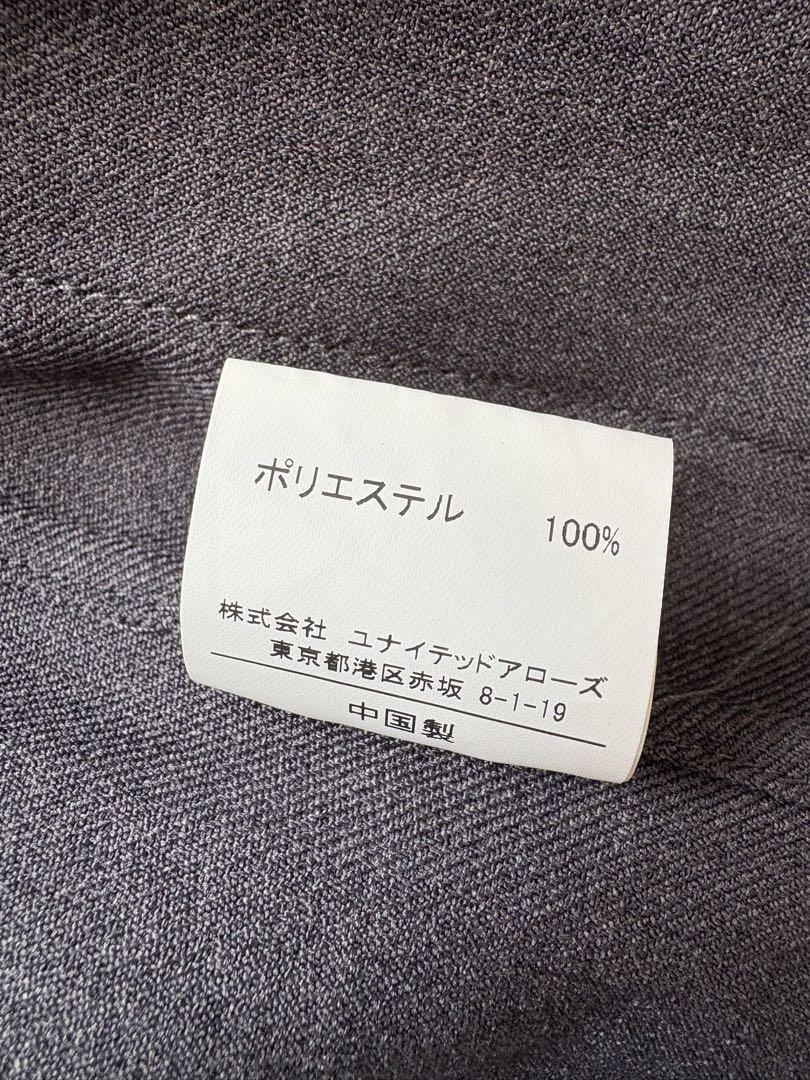 ポリエステル 100%
株式会社 ユナイテッドアローズ
東京都港区赤坂 8-1-19
中国製